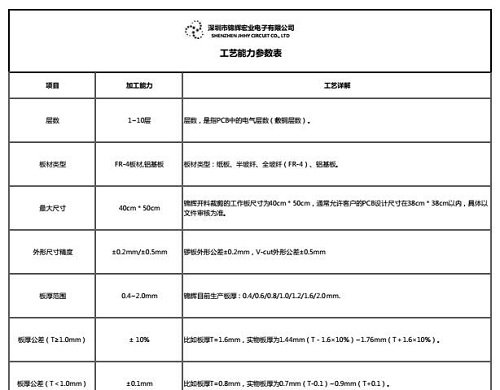 深圳市锦辉宏业电子有限公司
SHENZHEN JHHY CIRCUIT CO., LTD
工艺能力参数表
项目 加工能力 工艺详解
层数 1~10层 层数，是指PCB中的电气层数（敷铜层数）。
板材类型 FR-4板材,铝基板 板材类型：纸板、半玻纤、全玻纤（FR-4）、铝基板。
最大尺寸 40cm * 50cm 锦辉开料裁剪的工作板尺寸为40cm * 50cm，通常允许客户的PCB设计尺寸在38cm * 38cm以内，具体以
文件审核为准。
外形尺寸精度 ±0.2mm/±0.5mm 锣板外形公差±0.2mm，V-cut外形公差±0.5mm
板厚范围 0.4~2.0mm 锦辉目前生产板厚：0.4/0.6/0.8/1.0/1.2/1.6/2.0mm.
板厚公差（T≥1.0mm） ± 10% 比如板厚T=1.6mm，实物板厚为1.44mm（T－1.6×10%）~1.76mm（T＋1.6×10%）。
板厚公差（T＜1.0mm） ±0.1mm 比如板厚T=0.8mm，实物板厚为0.7mm（T-0.1）~0.9mm（T+0.1）。